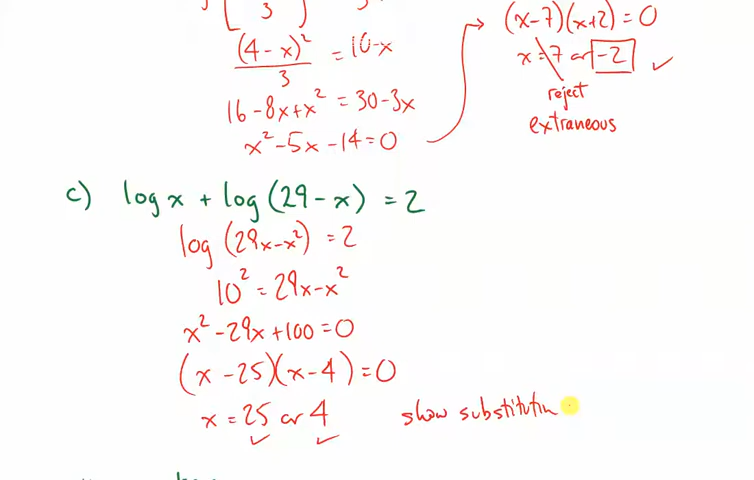 3
(4-x)²/3 = 10-x
16-8x+x² = 30-3x
x²-5x-14=0
(x-7)(x+2)=0
x=7 or -2 ✓
reject
extraneous
c) log x + log (29-x) = 2
log (29x-x²) = 2
10² = 29x-x²
x²-29x+100=0
(x-25)(x-4)=0
x = 25 or 4
✓ ✓
show substitution